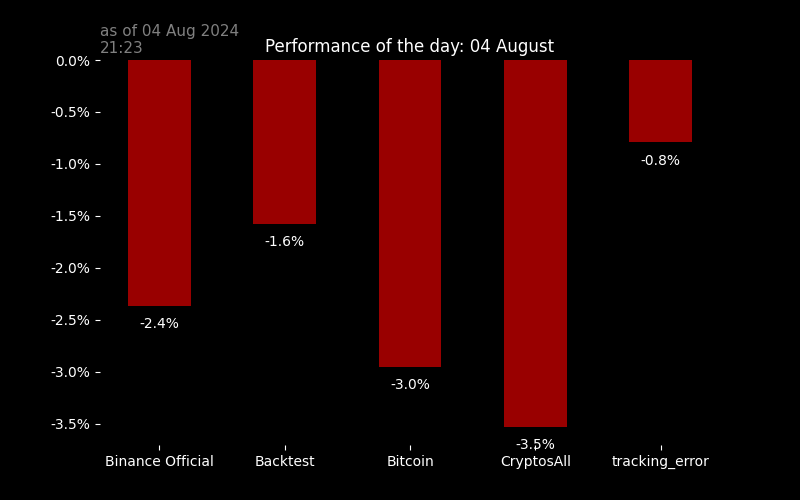 as of 04 Aug 2024
21:23
Performance of the day: 04 August
0.0%
-0.5%
-1.0%
-1.5%
-2.0%
-2.5%
-3.0%
-3.5%
-2.4%
-1.6%
-3.0%
-3.5%
-0.8%
Binance Official
Backtest
Bitcoin
CryptosAll
tracking_error